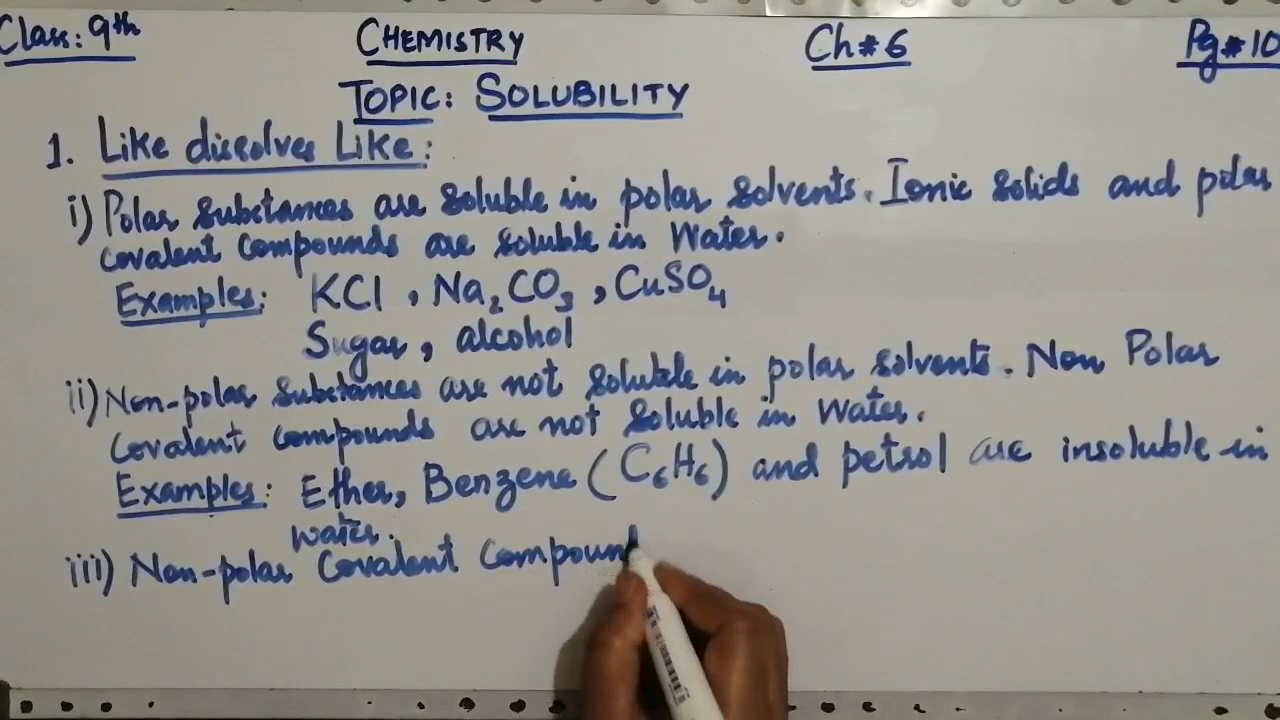 Class: 9th CHEMISTRY Ch#6 Pg#10
TOPIC: SOLUBILITY
1. Like dissolves Like:
i) Polar substances are soluble in polar solvents. Ionic solids and polar
covalent compounds are soluble in Water.
Examples: KCl, Na₂CO₃, CuSO₄
Sugar, alcohol
ii) Non-polar substances are not soluble in polar solvents. Non Polar
Covalent compounds are not soluble in Water.
Examples: Ether, Benzene (C₆H₆) and petrol are insoluble in
water.
iii) Non-polar Covalent Compound